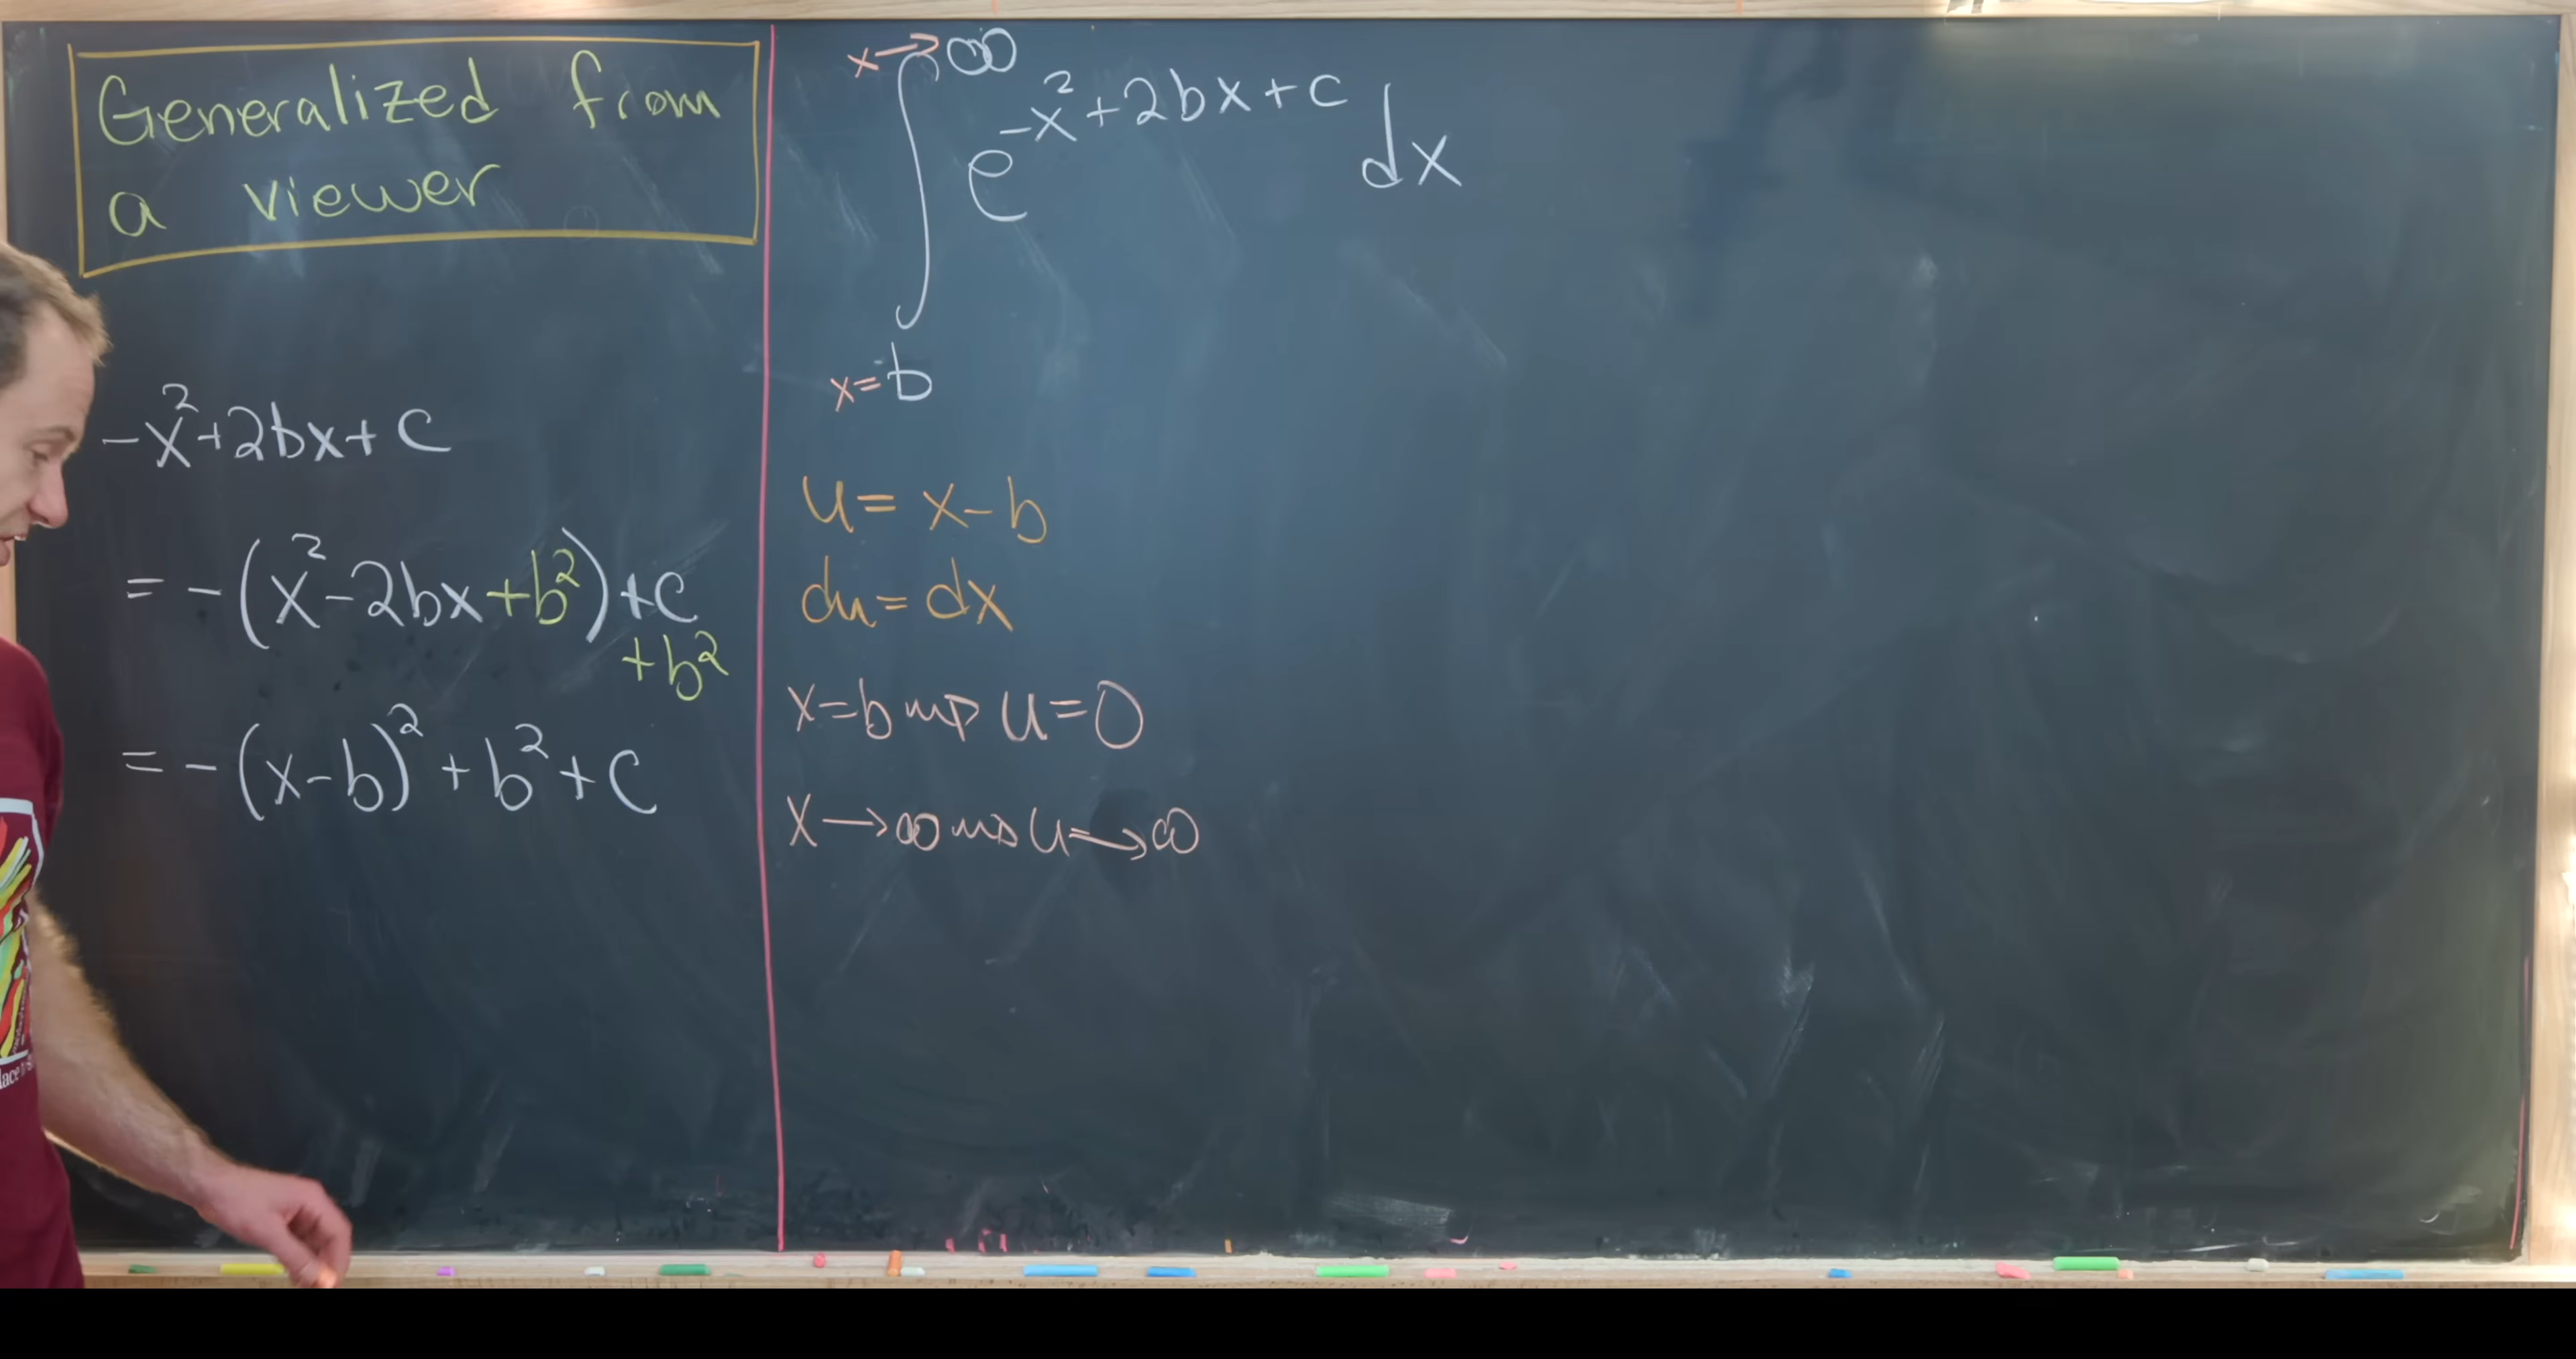 Generalized from
a viewer
-x²+2bx+c
= -(x²-2bx+b²)+c
+b²
= -(x-b)²+b²+c
x→∞
∫ e^{-x²+2bx+c} dx
x=b
u= x-b
du= dx
x=b ⇝ u=0
x→∞ ⇝ u→∞